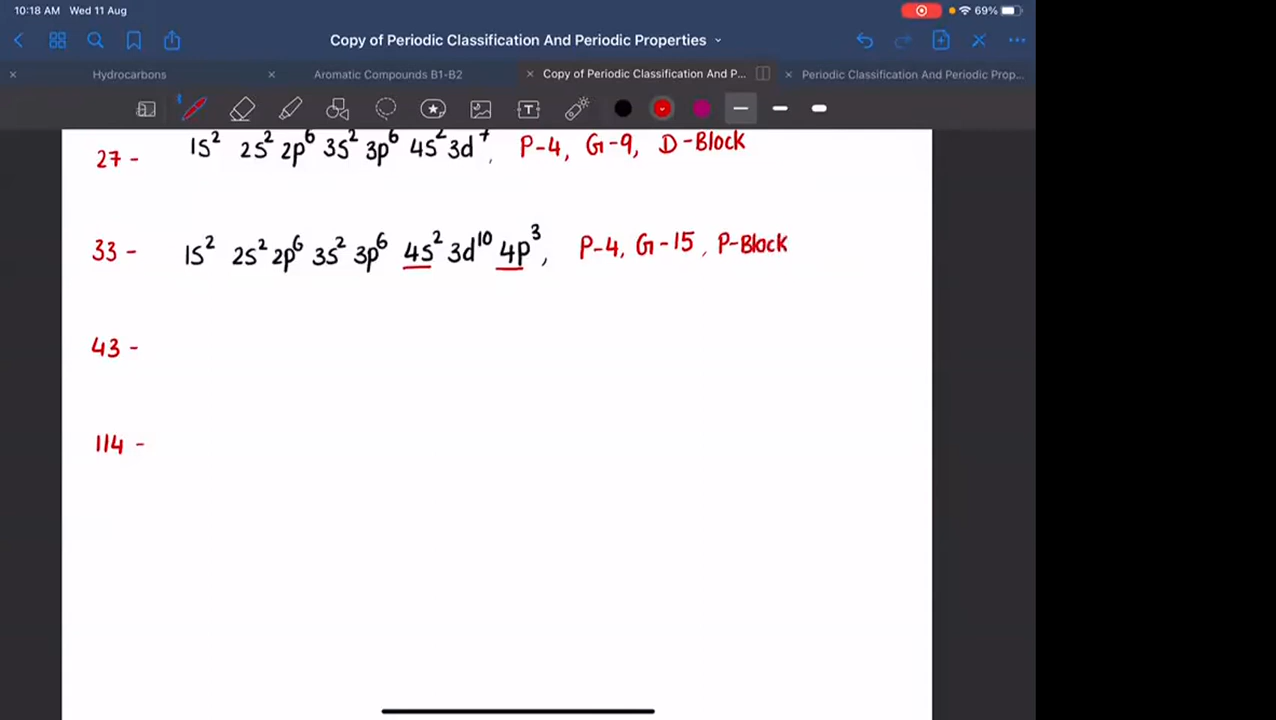 10:18 AM Wed 11 Aug 69%
Copy of Periodic Classification And Periodic Properties
Hydrocarbons Aromatic Compounds B1-B2 Copy of Periodic Classification And P... Periodic Classification And Periodic Prop...
27 - 1s² 2s² 2p⁶ 3s² 3p⁶ 4s² 3d⁷, P-4, G-9, D-Block
33 - 1s² 2s² 2p⁶ 3s² 3p⁶ 4s² 3d¹⁰ 4p³, P-4, G-15, P-Block
43 -
114 -